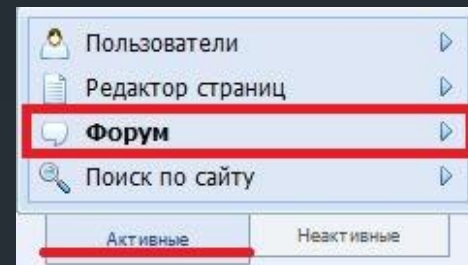 Пользователи
Редактор страниц
Форум
Поиск по сайту
Активные Неактивные